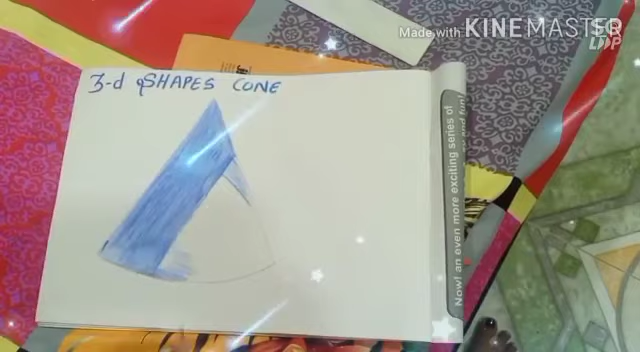 Made with KINEMASTER
3-d SHAPES CONE
Now! an even more exciting series of